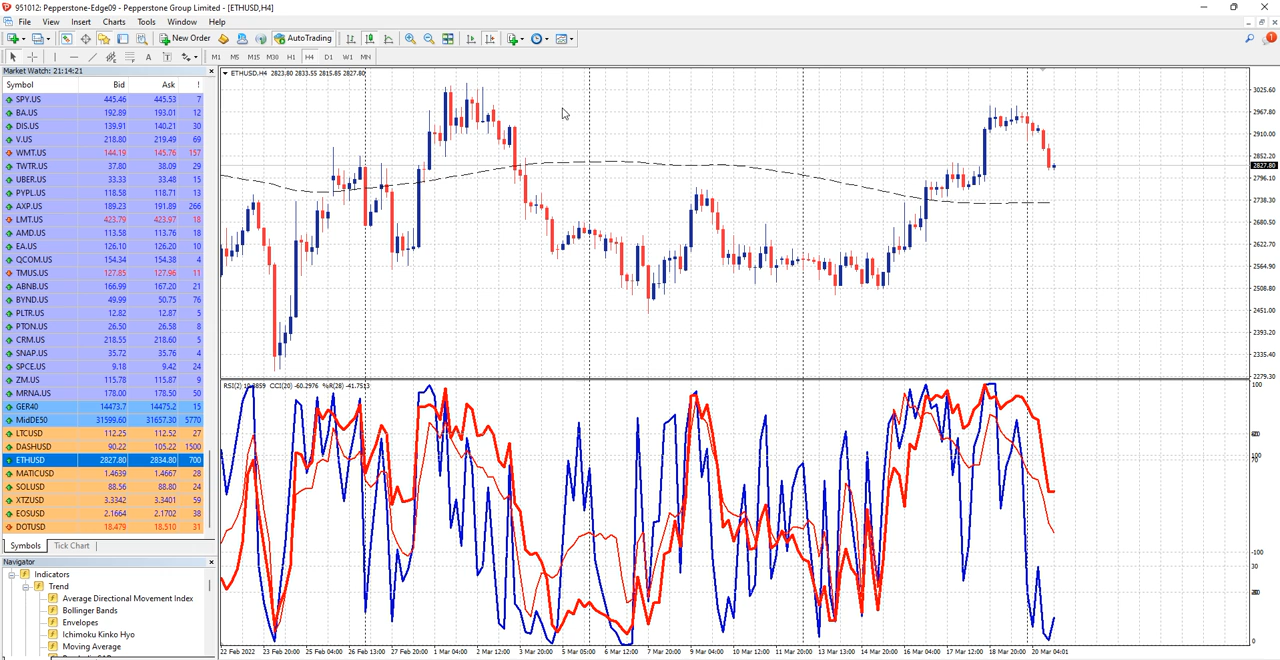 951012: Pepperstone-Edge09 - Pepperstone Group Limited - [ETHUSD,H4]
File View Insert Charts Tools Window Help
New Order AutoTrading
1
A T M1 M5 M15 M30 H1 H4 D1 W1 MN
Market Watch: 21:14:21
Symbol Bid Ask !
SPY.US 445.46 445.53 7
BA.US 192.89 193.01 12
DIS.US 139.91 140.21 30
V.US 218.80 219.49 69
WMT.US 144.19 145.76 157
TWTR.US 37.80 38.09 29
UBER.US 33.33 33.48 15
PYPL.US 118.58 118.71 13
AXP.US 189.23 191.89 266
LMT.US 423.79 423.97 18
AMD.US 113.58 113.76 18
EA.US 126.10 126.20 10
QCOM.US 154.34 154.38 4
TMUS.US 127.85 127.96 11
ABNB.US 166.99 167.20 21
BYND.US 49.99 50.75 76
PLTR.US 12.82 12.87 5
PTON.US 26.50 26.58 8
CRM.US 218.55 218.60 5
SNAP.US 35.72 35.76 4
SPCE.US 9.18 9.42 24
ZM.US 115.78 115.87 9
MRNA.US 178.00 178.50 50
GER40 14473.7 14475.2 15
MidDE50 31599.60 31657.30 5770
LTCUSD 112.25 112.52 27
DASHUSD 90.22 105.22 1500
ETHUSD 2827.80 2834.80 700
MATICUSD 1.4639 1.4667 28
SOLUSD 88.56 88.80 24
XTZUSD 3.3342 3.3401 59
EOSUSD 2.1664 2.1702 38
DOTUSD 18.479 18.510 31
Symbols Tick Chart
Navigator
Indicators
Trend
Average Directional Movement Index
Bollinger Bands
Envelopes
Ichimoku Kinko Hyo
Moving Average
ETHUSD,H4 2823.80 2833.55 2815.85 2827.80
3025.60
2967.80
2910.00
2852.20
2827.80
2796.10
2738.30
2680.50
2622.70
2564.90
2508.80
2451.00
2393.20
2335.40
2279.30
CCI(20) -60.2976
100
100
70
-100
30
0
22 Feb 2022 23 Feb 20:00 25 Feb 04:00 27 Feb 20:00 1 Mar 04:00 2 Mar 12:00 3 Mar 20:00 5 Mar 05:00 6 Mar 12:00 7 Mar 20:00 9 Mar 04:00 10 Mar 12:00 11 Mar 20:00 13 Mar 13:00 14 Mar 20:00 16 Mar 04:00 17 Mar 12:00 18 Mar 20:00 20 Mar 04:01